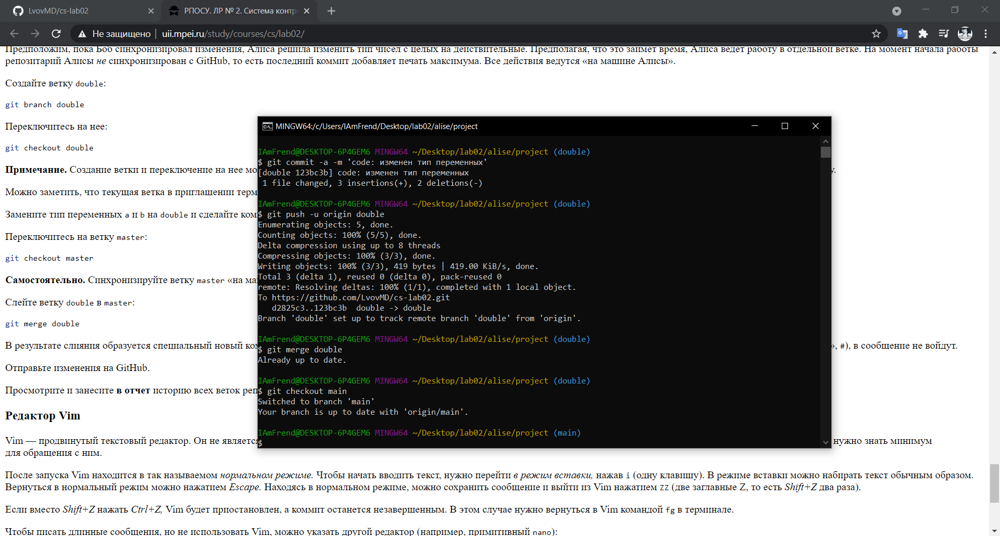 LvovMD/cs-lab02
РПОСУ. ЛР № 2. Система контр
Не защищено | uii.mpei.ru/study/courses/cs/lab02/
Предположим, пока Боб синхронизировал изменения, Алиса решила изменить тип чисел с целых на действительные. Предполагая, что это займет время, Алиса ведет работу в отдельной ветке. На момент начала работы
репозитарий Алисы не синхронизирован с GitHub, то есть последний коммит добавляет печать максимума. Все действия ведутся «на машине Алисы».
Создайте ветку double:
git branch double
Переключитесь на нее:
git checkout double
Примечание. Создание ветки и переключение на нее мо
у.
Можно заметить, что текущая ветка в приглашении терм
Замените тип переменных a и b на double и сделайте ком
Переключитесь на ветку master:
git checkout master
Самостоятельно. Синхронизируйте ветку master «на ма
Слейте ветку double в master:
git merge double
В результате слияния образуется специальный новый ком
», #), в сообщение не войдут.
Отправьте изменения на GitHub.
Просмотрите и занесите в отчет историю всех веток реп
Редактор Vim
Vim — продвинутый текстовый редактор. Он не является
нужно знать минимум
для обращения с ним.
После запуска Vim находится в так называемом нормальном режиме. Чтобы начать вводить текст, нужно перейти в режим вставки, нажав i (одну клавишу). В режиме вставки можно набирать текст обычным образом.
Вернуться в нормальный режим можно нажатием Escape. Находясь в нормальном режиме, можно сохранить сообщение и выйти из Vim нажатием ZZ (две заглавные Z, то есть Shift+Z два раза).
Если вместо Shift+Z нажать Ctrl+Z, Vim будет приостановлен, а коммит останется незавершенным. В этом случае нужно вернуться в Vim командой fg в терминале.
Чтобы писать длинные сообщения, но не использовать Vim, можно указать другой редактор (например, примитивный nano):
MINGW64:/c/Users/IAmFrend/Desktop/lab02/alise/project
IAmFrend@DESKTOP-6P4GEM6 MINGW64 ~/Desktop/lab02/alise/project (double)
$ git commit -a -m 'code: изменен тип переменных'
[double 123bc3b] code: изменен тип переменных
1 file changed, 3 insertions(+), 2 deletions(-)
IAmFrend@DESKTOP-6P4GEM6 MINGW64 ~/Desktop/lab02/alise/project (double)
$ git push -u origin double
Enumerating objects: 5, done.
Counting objects: 100% (5/5), done.
Delta compression using up to 8 threads
Compressing objects: 100% (3/3), done.
Writing objects: 100% (3/3), 419 bytes | 419.00 KiB/s, done.
Total 3 (delta 1), reused 0 (delta 0), pack-reused 0
remote: Resolving deltas: 100% (1/1), completed with 1 local object.
To https://github.com/LvovMD/cs-lab02.git
d2825c3..123bc3b  double -> double
Branch 'double' set up to track remote branch 'double' from 'origin'.
IAmFrend@DESKTOP-6P4GEM6 MINGW64 ~/Desktop/lab02/alise/project (double)
$ git merge double
Already up to date.
IAmFrend@DESKTOP-6P4GEM6 MINGW64 ~/Desktop/lab02/alise/project (double)
$ git checkout main
Switched to branch 'main'
Your branch is up to date with 'origin/main'.
IAmFrend@DESKTOP-6P4GEM6 MINGW64 ~/Desktop/lab02/alise/project (main)
$